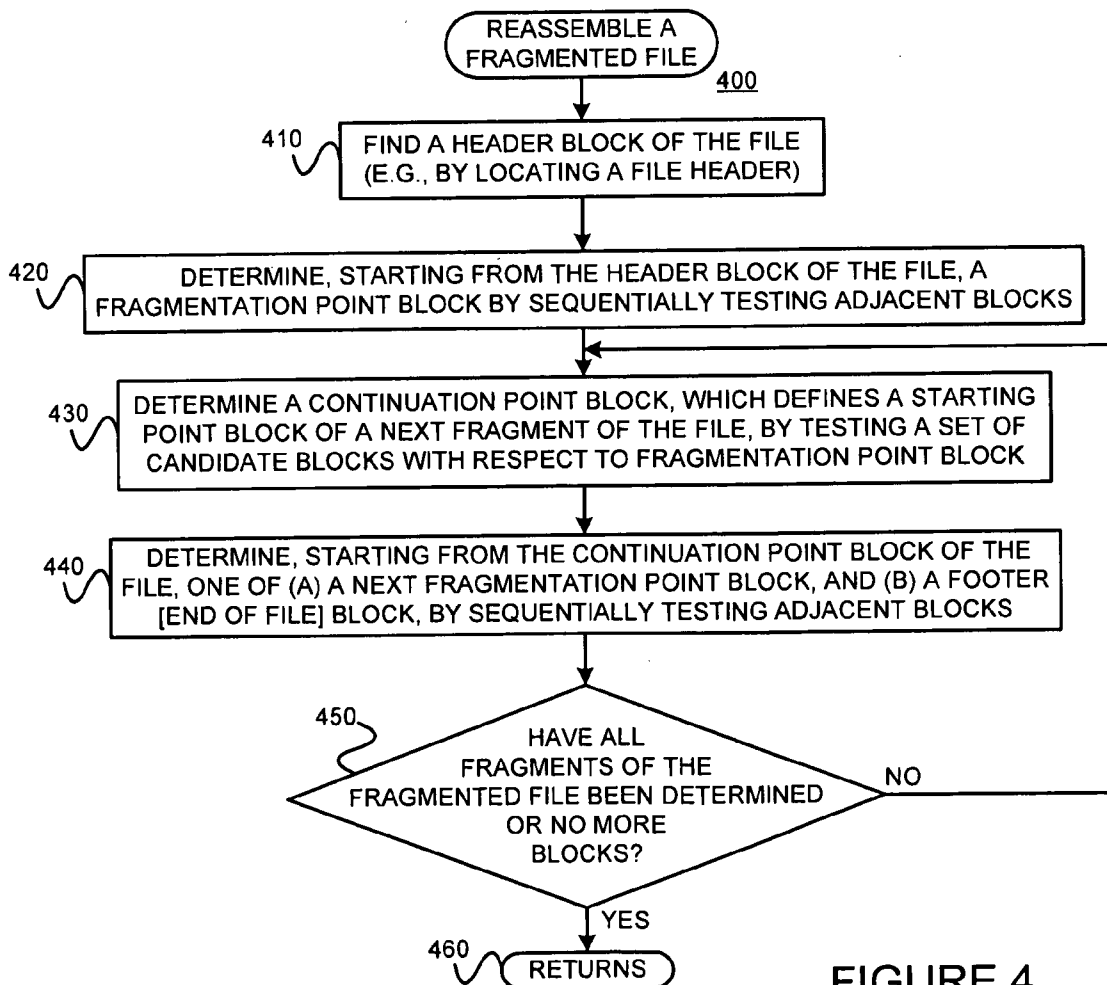 REASSEMBLE A
FRAGMENTED FILE
400
410
FIND A HEADER BLOCK OF THE FILE
(E.G., BY LOCATING A FILE HEADER)
420
DETERMINE, STARTING FROM THE HEADER BLOCK OF THE FILE, A
FRAGMENTATION POINT BLOCK BY SEQUENTIALLY TESTING ADJACENT BLOCKS
430
DETERMINE A CONTINUATION POINT BLOCK, WHICH DEFINES A STARTING
POINT BLOCK OF A NEXT FRAGMENT OF THE FILE, BY TESTING A SET OF
CANDIDATE BLOCKS WITH RESPECT TO FRAGMENTATION POINT BLOCK
440
DETERMINE, STARTING FROM THE CONTINUATION POINT BLOCK OF THE
FILE, ONE OF (A) A NEXT FRAGMENTATION POINT BLOCK, AND (B) A FOOTER
[END OF FILE] BLOCK, BY SEQUENTIALLY TESTING ADJACENT BLOCKS
450
HAVE ALL
FRAGMENTS OF THE
FRAGMENTED FILE BEEN DETERMINED
OR NO MORE
BLOCKS?
NO
YES
460
RETURNS
FIGURE 4